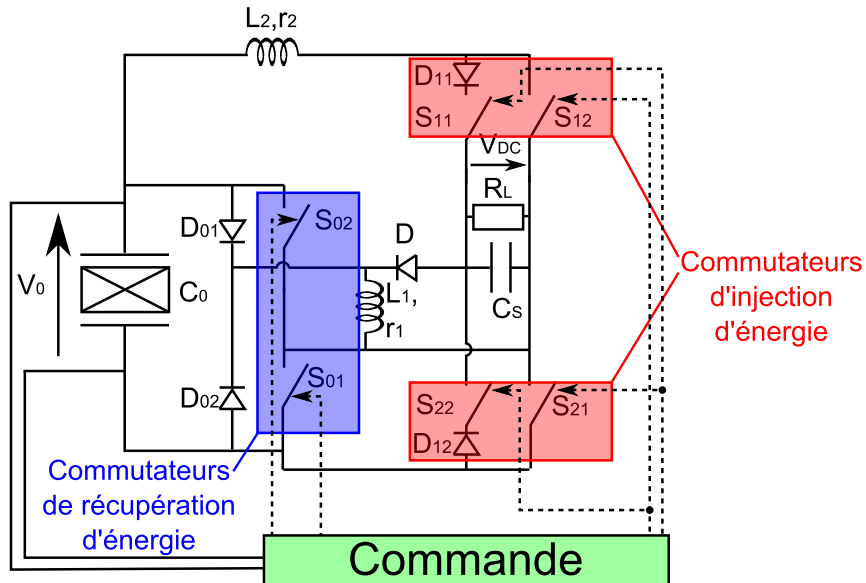 L2,r2
D11
S11
S12
VDC
RL
D01
S02
D
V0
C0
L1,
r1
CS
Commutateurs
d'injection
d'énergie
D02
S01
S22
S21
D12
Commutateurs
de récupération
d'énergie
Commande